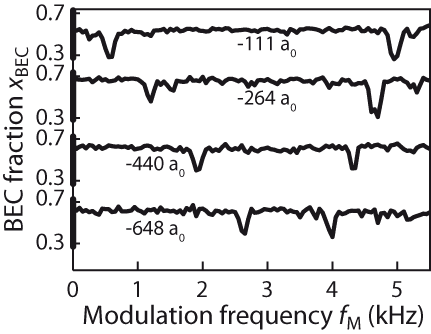 0.7
-111 a0
0.3
0.7
-264 a0
0.3
0.7
-440 a0
0.3
0.7
-648 a0
0.3
BEC fraction xBEC
0 1 2 3 4 5
Modulation frequency fM (kHz)